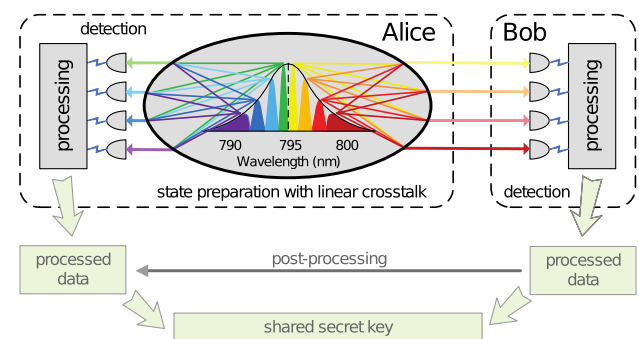 detection
Alice
Bob
processing
processing
790 795 800
Wavelength (nm)
state preparation with linear crosstalk
detection
processed
data
post-processing
processed
data
shared secret key